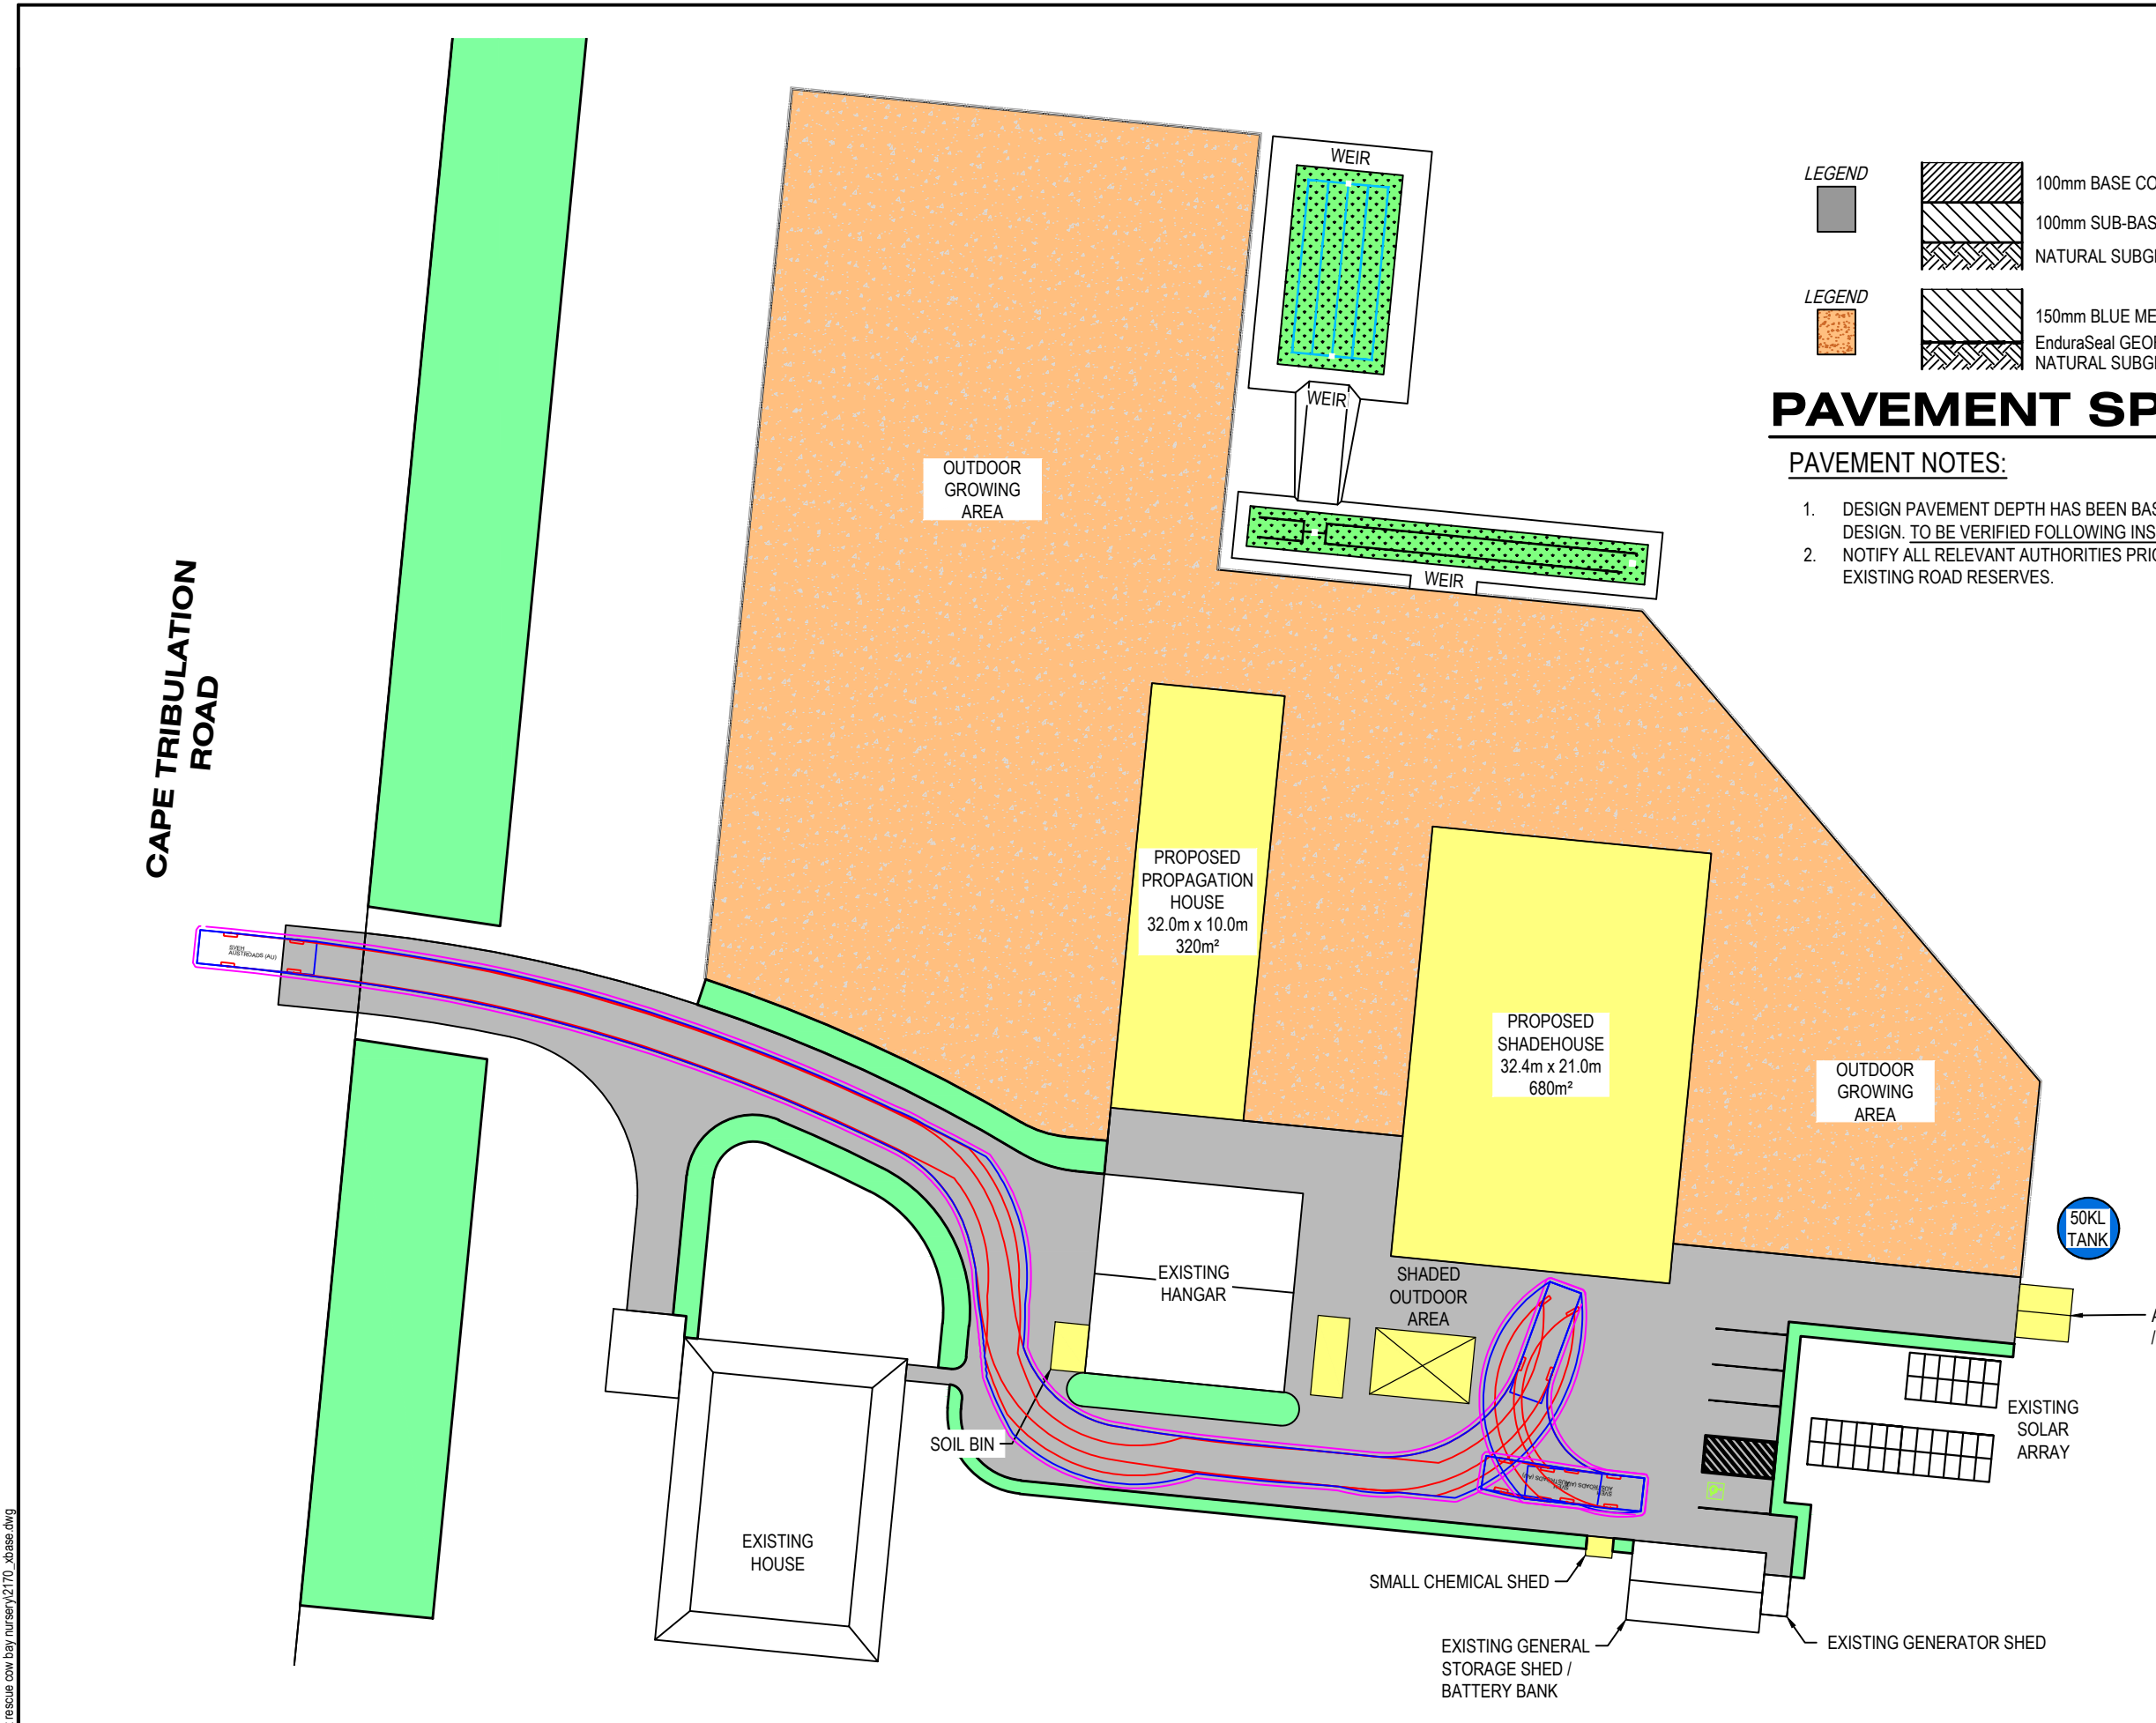 WEIR
LEGEND
100mm BASE CO
100mm SUB-BAS
NATURAL SUBG
LEGEND
150mm BLUE ME
EnduraSeal GEO
NATURAL SUBG
PAVEMENT SP
PAVEMENT NOTES:
1. DESIGN PAVEMENT DEPTH HAS BEEN BAS
DESIGN. TO BE VERIFIED FOLLOWING INS
2. NOTIFY ALL RELEVANT AUTHORITIES PRI
EXISTING ROAD RESERVES.
WEIR
OUTDOOR
GROWING
AREA
WEIR
CAPE TRIBULATION
ROAD
PROPOSED
PROPAGATION
HOUSE
32.0m x 10.0m
320m²
SVEH
AUSTROADS (AU)
PROPOSED
SHADEHOUSE
32.4m x 21.0m
680m²
OUTDOOR
GROWING
AREA
50KL
TANK
EXISTING
HANGAR
SHADED
OUTDOOR
AREA
EXISTING
SOLAR
ARRAY
SOIL BIN
EXISTING
HOUSE
SMALL CHEMICAL SHED
EXISTING GENERAL
STORAGE SHED /
BATTERY BANK
EXISTING GENERATOR SHED
rescue cow bay nursery\2170_xbase.dwg